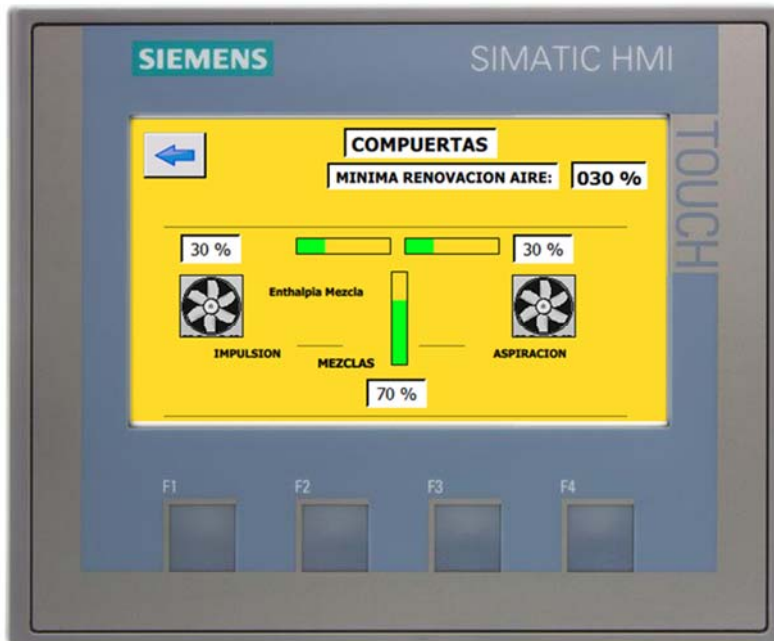 SIEMENS
SIMATIC HMI
TOUCH
COMPUERTAS
MINIMA RENOVACION AIRE: 030 %
30 %
30 %
Enthalpia Mezcla
IMPULSION
MEZCLAS
ASPIRACION
70 %
F1
F2
F3
F4